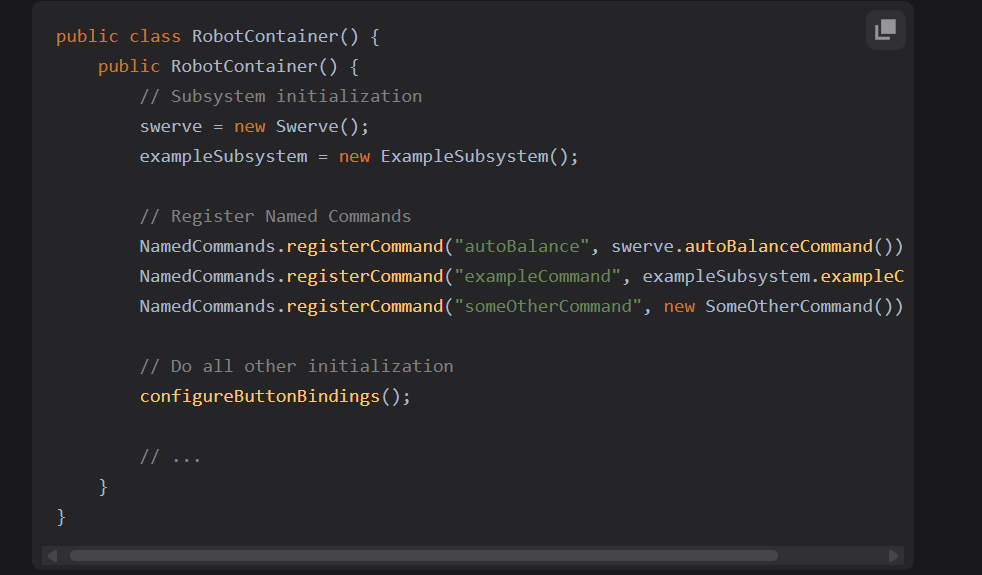 public class RobotContainer() {
public RobotContainer() {
// Subsystem initialization
swerve = new Swerve();
exampleSubsystem = new ExampleSubsystem();
// Register Named Commands
NamedCommands.registerCommand("autoBalance", swerve.autoBalanceCommand())
NamedCommands.registerCommand("exampleCommand", exampleSubsystem.exampleC
NamedCommands.registerCommand("someOtherCommand", new SomeOtherCommand())
// Do all other initialization
configureButtonBindings();
// ...
}
}